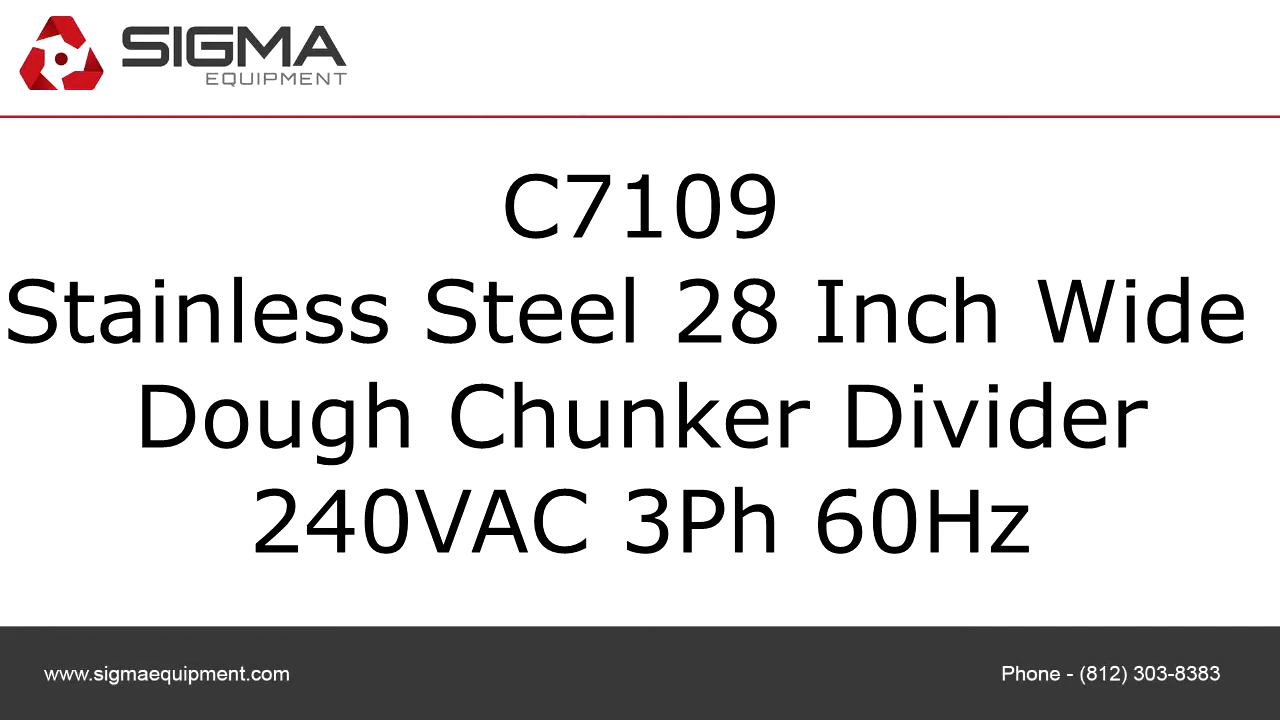 SIGMA
EQUIPMENT
C7109
Stainless Steel 28 Inch Wide
Dough Chunker Divider
240VAC 3Ph 60Hz
www.sigmaequipment.com
Phone - (812) 303-8383